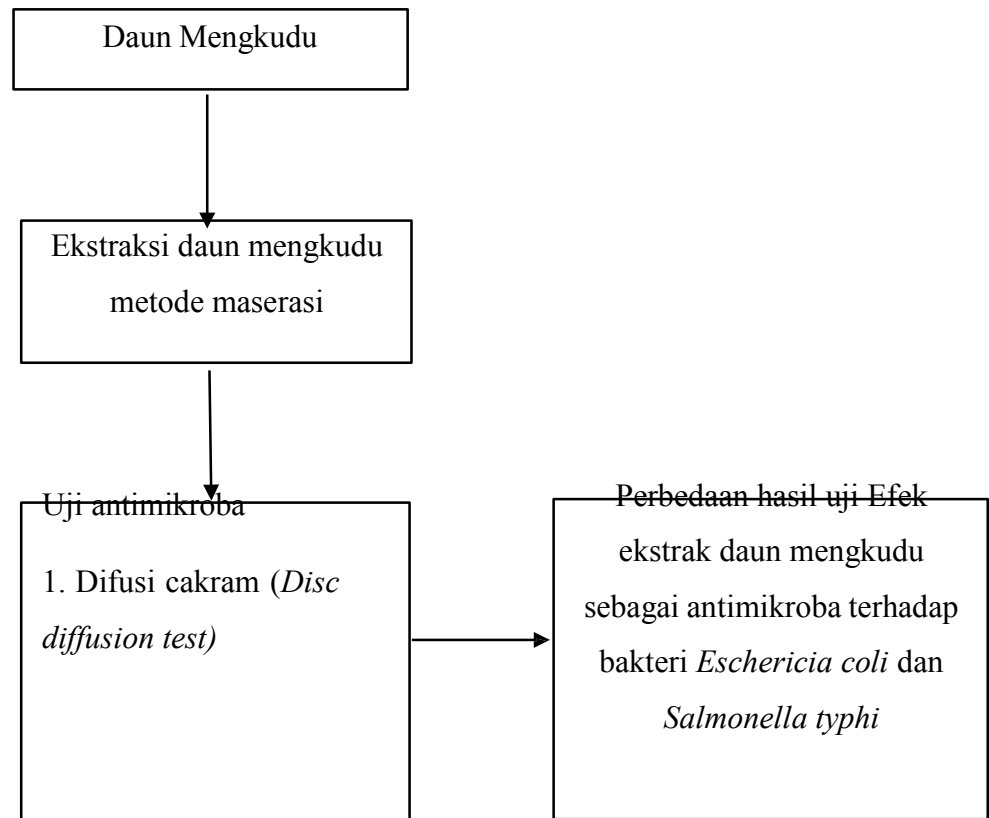 Daun Mengkudu
Ekstraksi daun mengkudu
metode maserasi
Uji antimikroba
1. Difusi cakram (Disc
diffusion test)
Perbedaan hasil uji Efek
ekstrak daun mengkudu
sebagai antimikroba terhadap
bakteri Eschericia coli dan
Salmonella typhi